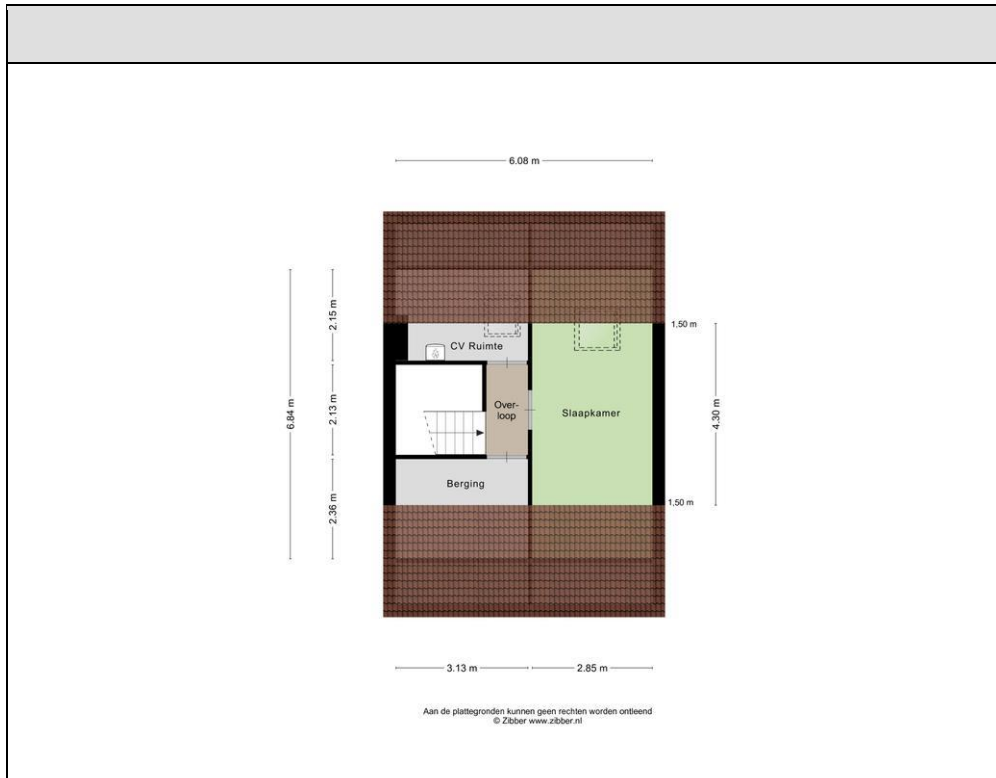 6.08 m
2.15 m
1,50 m
CV Ruimte
Over-
loop
Slaapkamer
6.84 m
2.13 m
4.30 m
Berging
2.36 m
1,50 m
3.13 m
2.85 m
Aan de plattegronden kunnen geen rechten worden ontleend
© Zibber www.zibber.nl